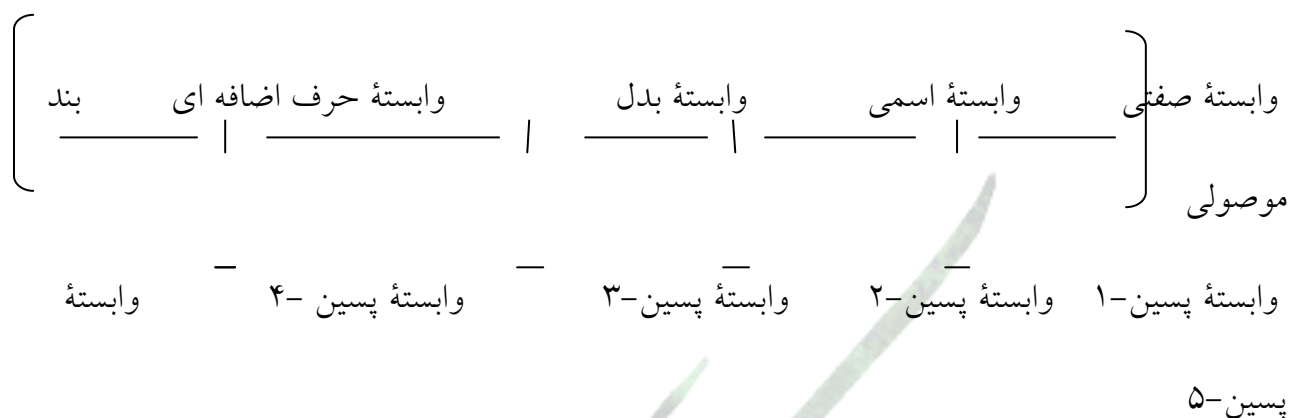 وابستهٔ صفتی وابستهٔ اسمی وابستهٔ بدل وابستهٔ حرف اضافه ای بند
موصولی
وابستهٔ پسین-۱ وابستهٔ پسین-۲ وابستهٔ پسین-۳ وابستهٔ پسین -۴ وابستهٔ
پسین-۵